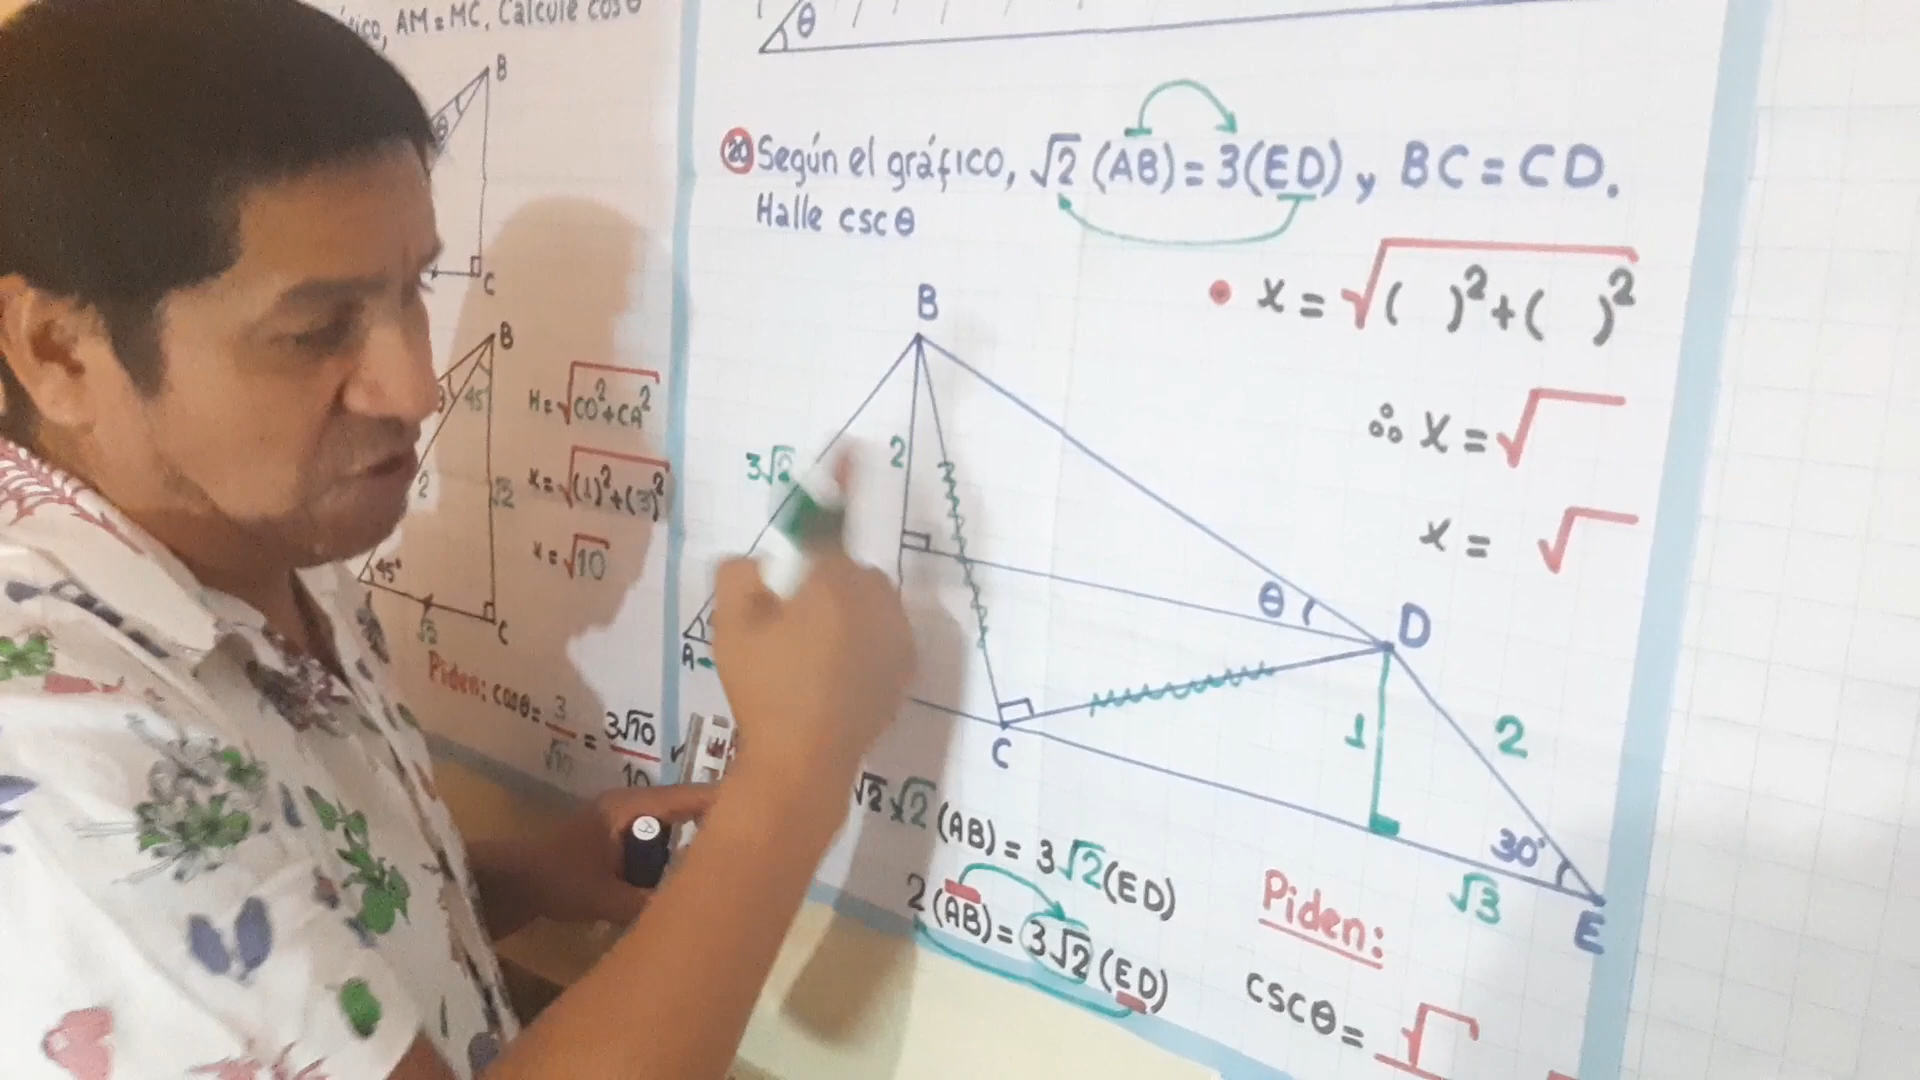 AM=MC, Calcule cos θ
B
θ
C
B
45
2
√2
45°
√2
C
H=√CO²+CA²
x=√(1)²+(3)²
x=√10
Piden: cosθ= 3/√10 = 3√10/10
θ
20 Según el gráfico, √2 (AB)=3(ED) y BC=CD.
Halle cscθ
x=√( )²+( )²
∴ x=√
x= √
B
3√2
2
A
θ
D
C
1
2
30°
√3
E
√2 √2 (AB)= 3√2(ED)
2(AB)=3√2(ED)
Piden:
cscθ= √